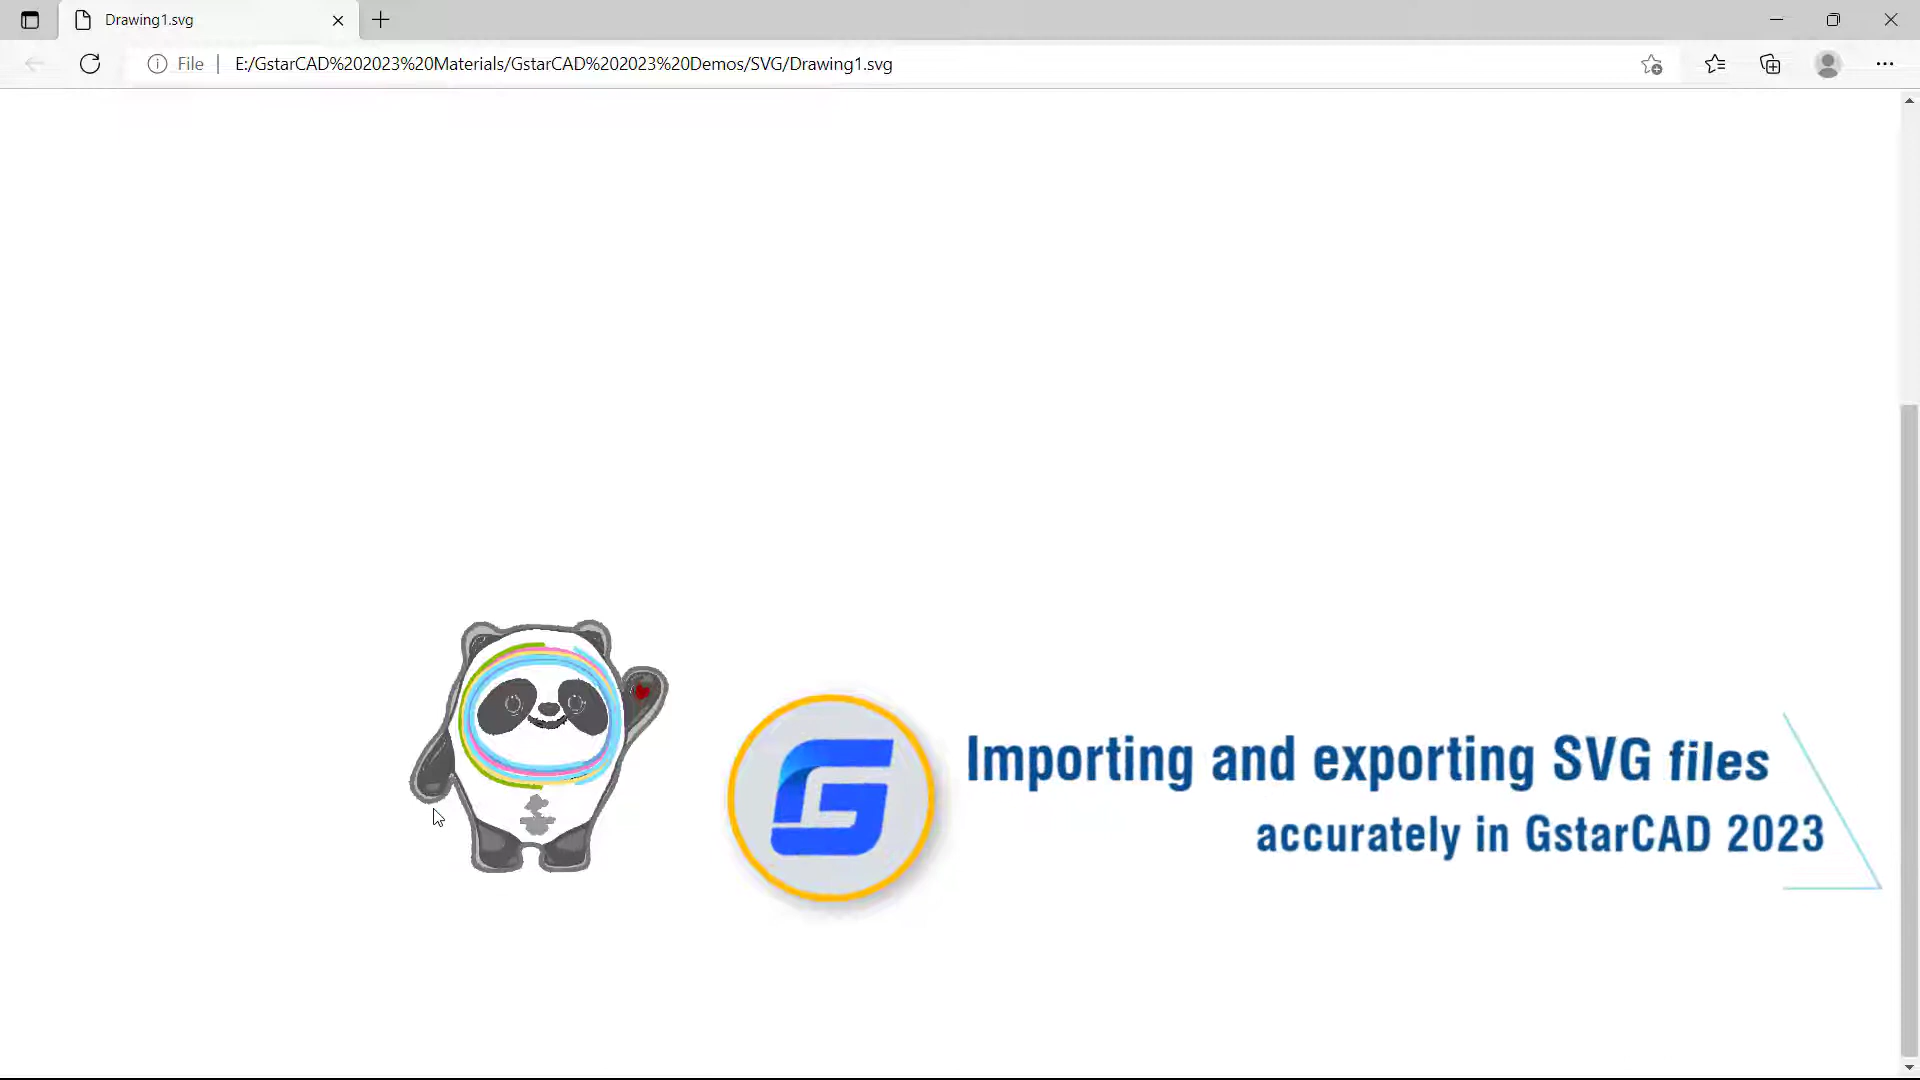 Drawing1.svg
File
E:/GstarCAD%202023%20Materials/GstarCAD%202023%20Demos/SVG/Drawing1.svg
Importing and exporting SVG files
accurately in GstarCAD 2023